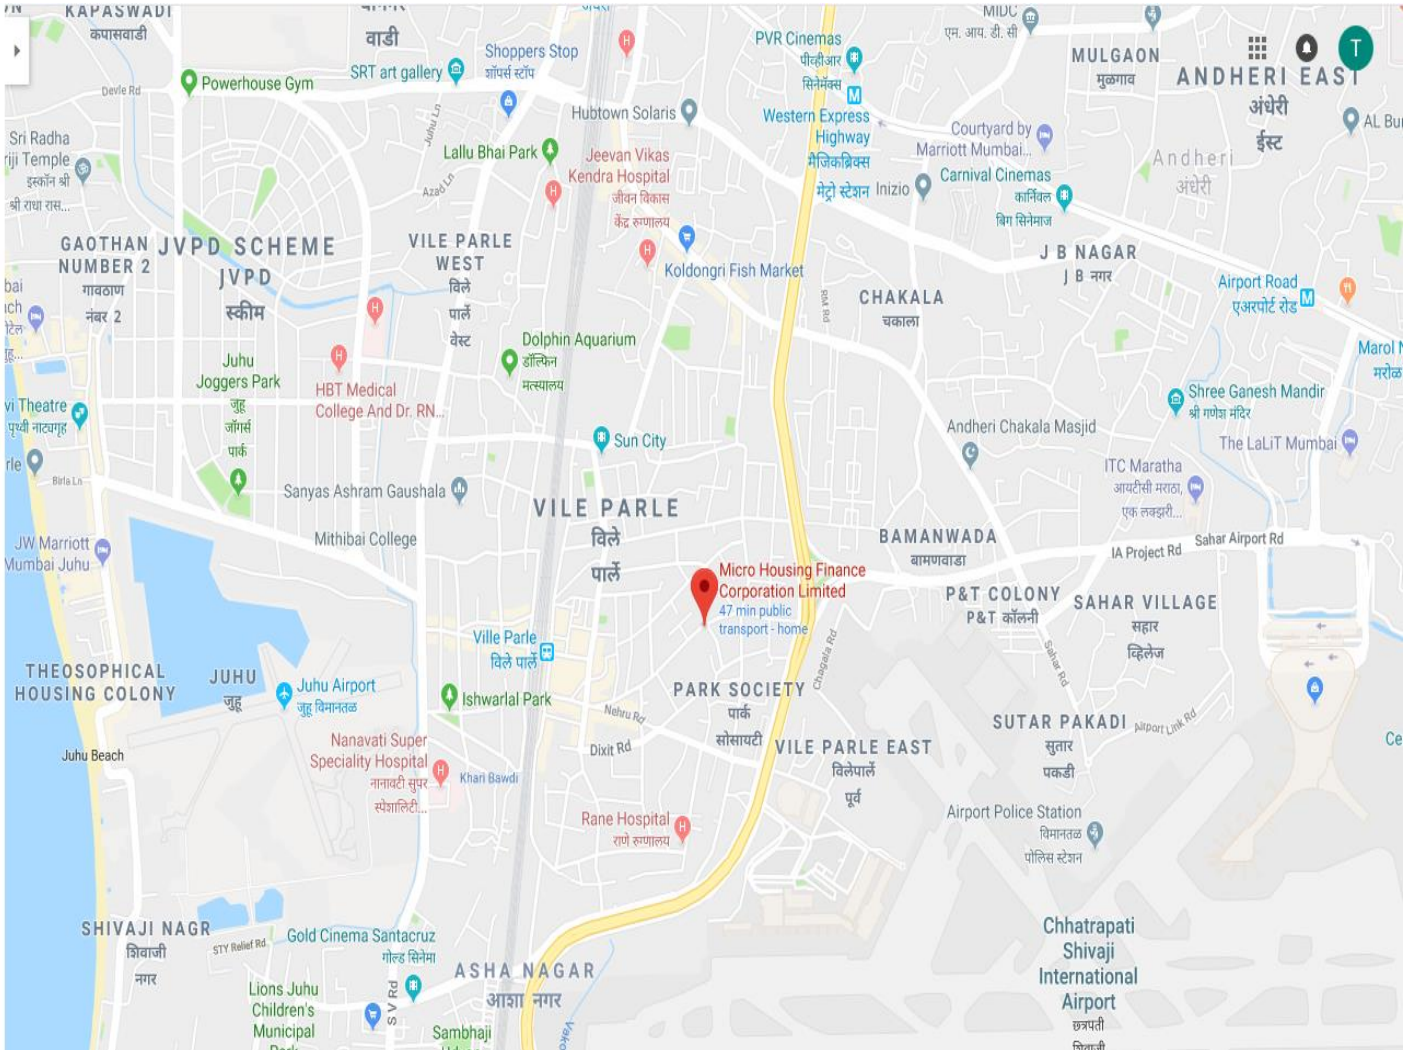 KAPASWADI
कपासवाडी
वाडी
Shoppers Stop
शॉपर्स स्टॉप
SRT art gallery
Powerhouse Gym
Devle Rd
Juhu Ln
Azad Ln
Hubtown Solaris
Lallu Bhai Park
Jeevan Vikas
Kendra Hospital
जीवन विकास
केंद्र रुग्णालय
PVR Cinemas
पीव्हीआर
सिनेमॅक्स
Western Express
Highway
मॅजिकब्रिक्स
मेट्रो स्टेशन
Inizio
MIDC
एम. आय. डी. सी
MULGAON
मुळगाव
T
ANDHERI EAST
अंधेरी
ईस्ट
AL Bur
Courtyard by
Marriott Mumbai...
Carnival Cinemas
कार्निवल
बिग सिनेमाज
Andheri
अंधेरी
Sri Radha
iji Temple
इस्कॉन श्री
श्री राधा रास...
GAOTHAN
NUMBER 2
गावठाण
नंबर 2
JVPD SCHEME
JVPD
स्कीम
VILE PARLE
WEST
विले
पार्ले
वेस्ट
Koldongri Fish Market
RM Rd
CHAKALA
चकाला
J B NAGAR
J B नगर
Airport Road
एअरपोर्ट रोड
Marol N
मरोळ
Dolphin Aquarium
डॉल्फिन
मत्स्यालय
Juhu
Joggers Park
जुहू
जॉगर्स
पार्क
HBT Medical
College And Dr. RN...
vi Theatre
पृथ्वी नाट्यगृह
rle
Birla Ln
Shree Ganesh Mandir
श्री गणेश मंदिर
The LaLiT Mumbai
Andheri Chakala Masjid
Sun City
ITC Maratha
आयटीसी मराठा,
एक लक्झरी...
Sanyas Ashram Gaushala
VILE PARLE
विले
पार्ले
Mithibai College
JW Marriott
Mumbai Juhu
BAMANWADA
बामणवाडा
IA Project Rd
Sahar Airport Rd
Micro Housing Finance
Corporation Limited
47 min public
transport - home
P&T COLONY
P&T कॉलनी
SAHAR VILLAGE
सहार
व्हिलेज
Sahar Rd
Chagala Rd
Ville Parle
विले पार्ले
THEOSOPHICAL
HOUSING COLONY
JUHU
जुहू
Juhu Airport
जुहू विमानतळ
Ishwarlal Park
PARK SOCIETY
पार्क
सोसायटी
Nehru Rd
Dixit Rd
SUTAR PAKADI
सुतार
पकडी
Airport Link Rd
Ce
Juhu Beach
Nanavati Super
Speciality Hospital
नानावटी सुपर
स्पेशालिटी...
Khari Bawdi
VILE PARLE EAST
विलेपार्ले
पूर्व
Rane Hospital
राणे रुग्णालय
Airport Police Station
विमानतळ
पोलिस स्टेशन
SHIVAJI NAGR
शिवाजी
नगर
STY Relief Rd
Gold Cinema Santacruz
गोल्ड सिनेमा
ASHA NAGAR
आशा नगर
Chhatrapati
Shivaji
International
Airport
छत्रपती
Lions Juhu
Children's
Municipal
S V Rd
Sambhaji